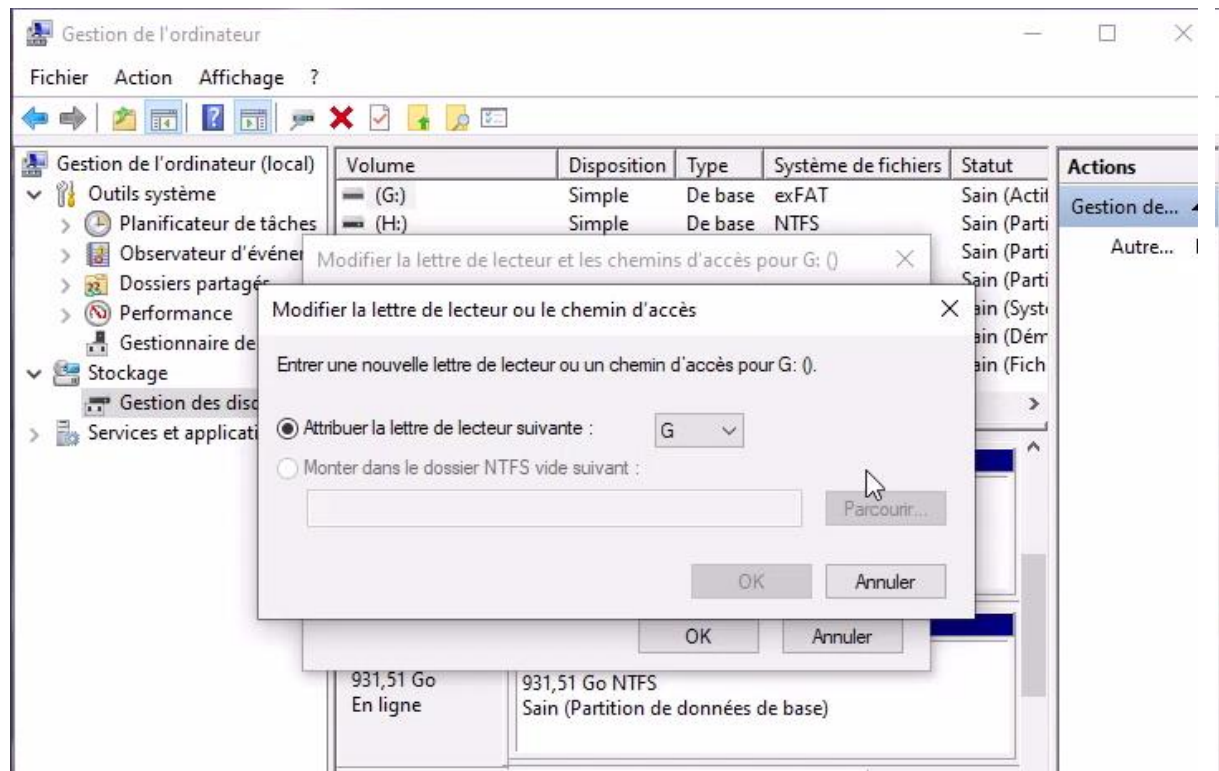 Gestion de l'ordinateur
Fichier Action Affichage ?
Gestion de l'ordinateur (local)
Outils système
Planificateur de tâches
Observateur d'événe
Dossiers partagés
Performance
Gestionnaire de
Stockage
Gestion des disq
Services et applicati
Volume Disposition Type Système de fichiers Statut
(G:) Simple De base exFAT Sain (Actif
(H:) Simple De base NTFS Sain (Parti
Sain (Parti
Sain (Parti
Sain (Systè
Sain (Dém
Sain (Fich
Actions
Gestion de...
Autre...
Modifier la lettre de lecteur et les chemins d'accès pour G: ()
Modifier la lettre de lecteur ou le chemin d'accès
Entrer une nouvelle lettre de lecteur ou un chemin d'accès pour G: ().
Attribuer la lettre de lecteur suivante : G
Monter dans le dossier NTFS vide suivant :
Parcourir...
OK Annuler
OK Annuler
931,51 Go
En ligne
931,51 Go NTFS
Sain (Partition de données de base)